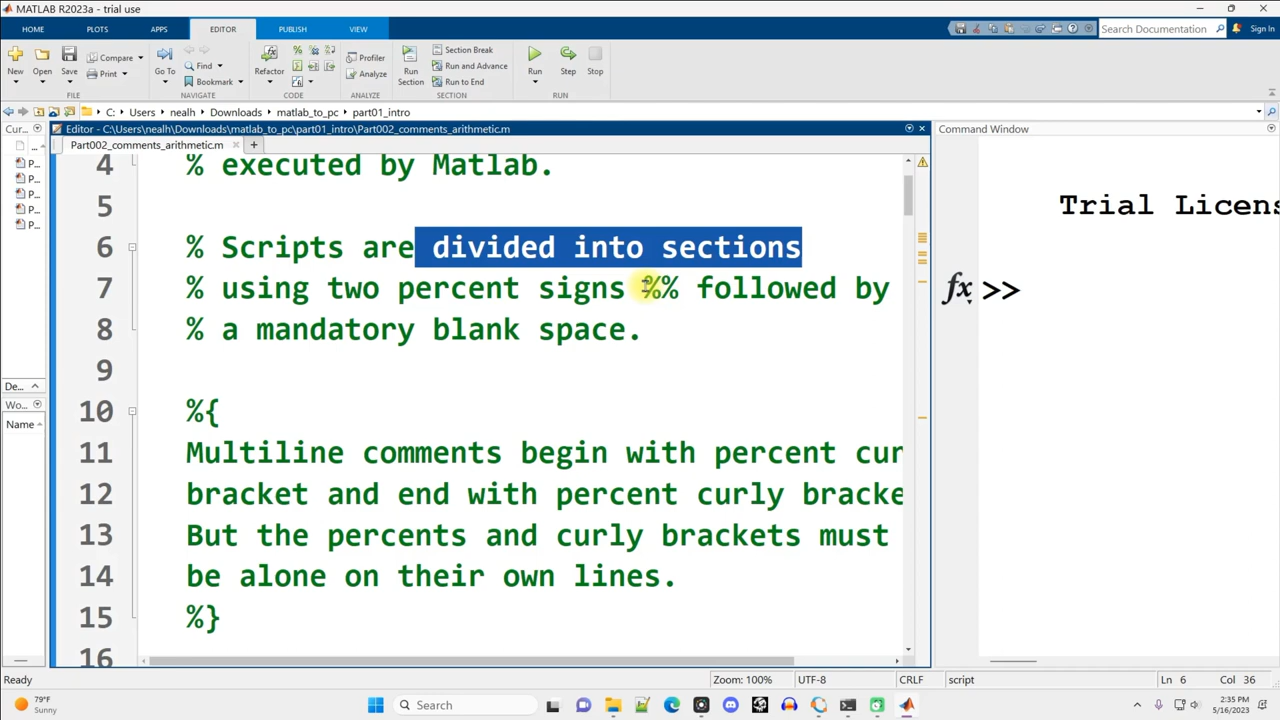 MATLAB R2023a - trial use
HOME PLOTS APPS EDITOR PUBLISH VIEW
Search Documentation Sign In
New Open Save Compare Print
Go To Find Bookmark
Refactor
Profiler Analyze
Run Section
Section Break
Run and Advance
Run to End
Run Step Stop
FILE NAVIGATE CODE ANALYZE SECTION RUN
C: Users nealh Downloads matlab_to_pc part01_intro
Cur... Editor - C:\Users\nealh\Downloads\matlab_to_pc\part01_intro\Part002_comments_arithmetic.m Command Window
Part002_comments_arithmetic.m +
...
P...
P...
P...
P...
P...
De...
Wo...
Name
4 % executed by Matlab.
5
6 % Scripts are divided into sections
7 % using two percent signs %% followed by
8 % a mandatory blank space.
9
10 %{
11 Multiline comments begin with percent cur
12 bracket and end with percent curly bracke
13 But the percents and curly brackets must
14 be alone on their own lines.
15 %}
16
Trial Licens
fx >>
Ready Zoom: 100% UTF-8 CRLF script Ln 6 Col 36
79°F
Sunny
Search
2:35 PM
5/16/2023